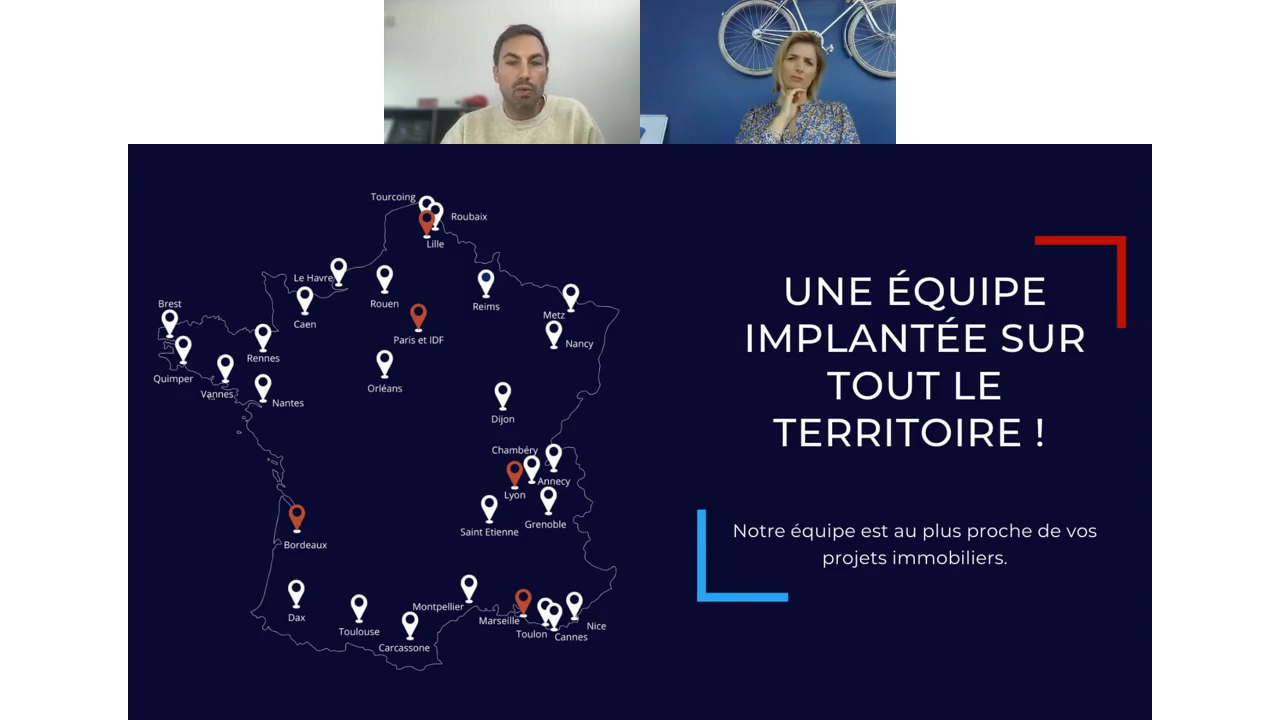 Tourcoing
Roubaix
Lille
Le Havre
Rouen
Reims
Metz
Brest
Caen
Paris et IDF
Nancy
Rennes
Quimper
Orléans
Vannes
Nantes
Dijon
Chambéry
Annecy
Lyon
Grenoble
Saint Etienne
Bordeaux
Montpellier
Dax
Marseille
Nice
Toulouse
Toulon
Cannes
Carcassone
UNE ÉQUIPE
IMPLANTÉE SUR
TOUT LE
TERRITOIRE !
Notre équipe est au plus proche de vos
projets immobiliers.